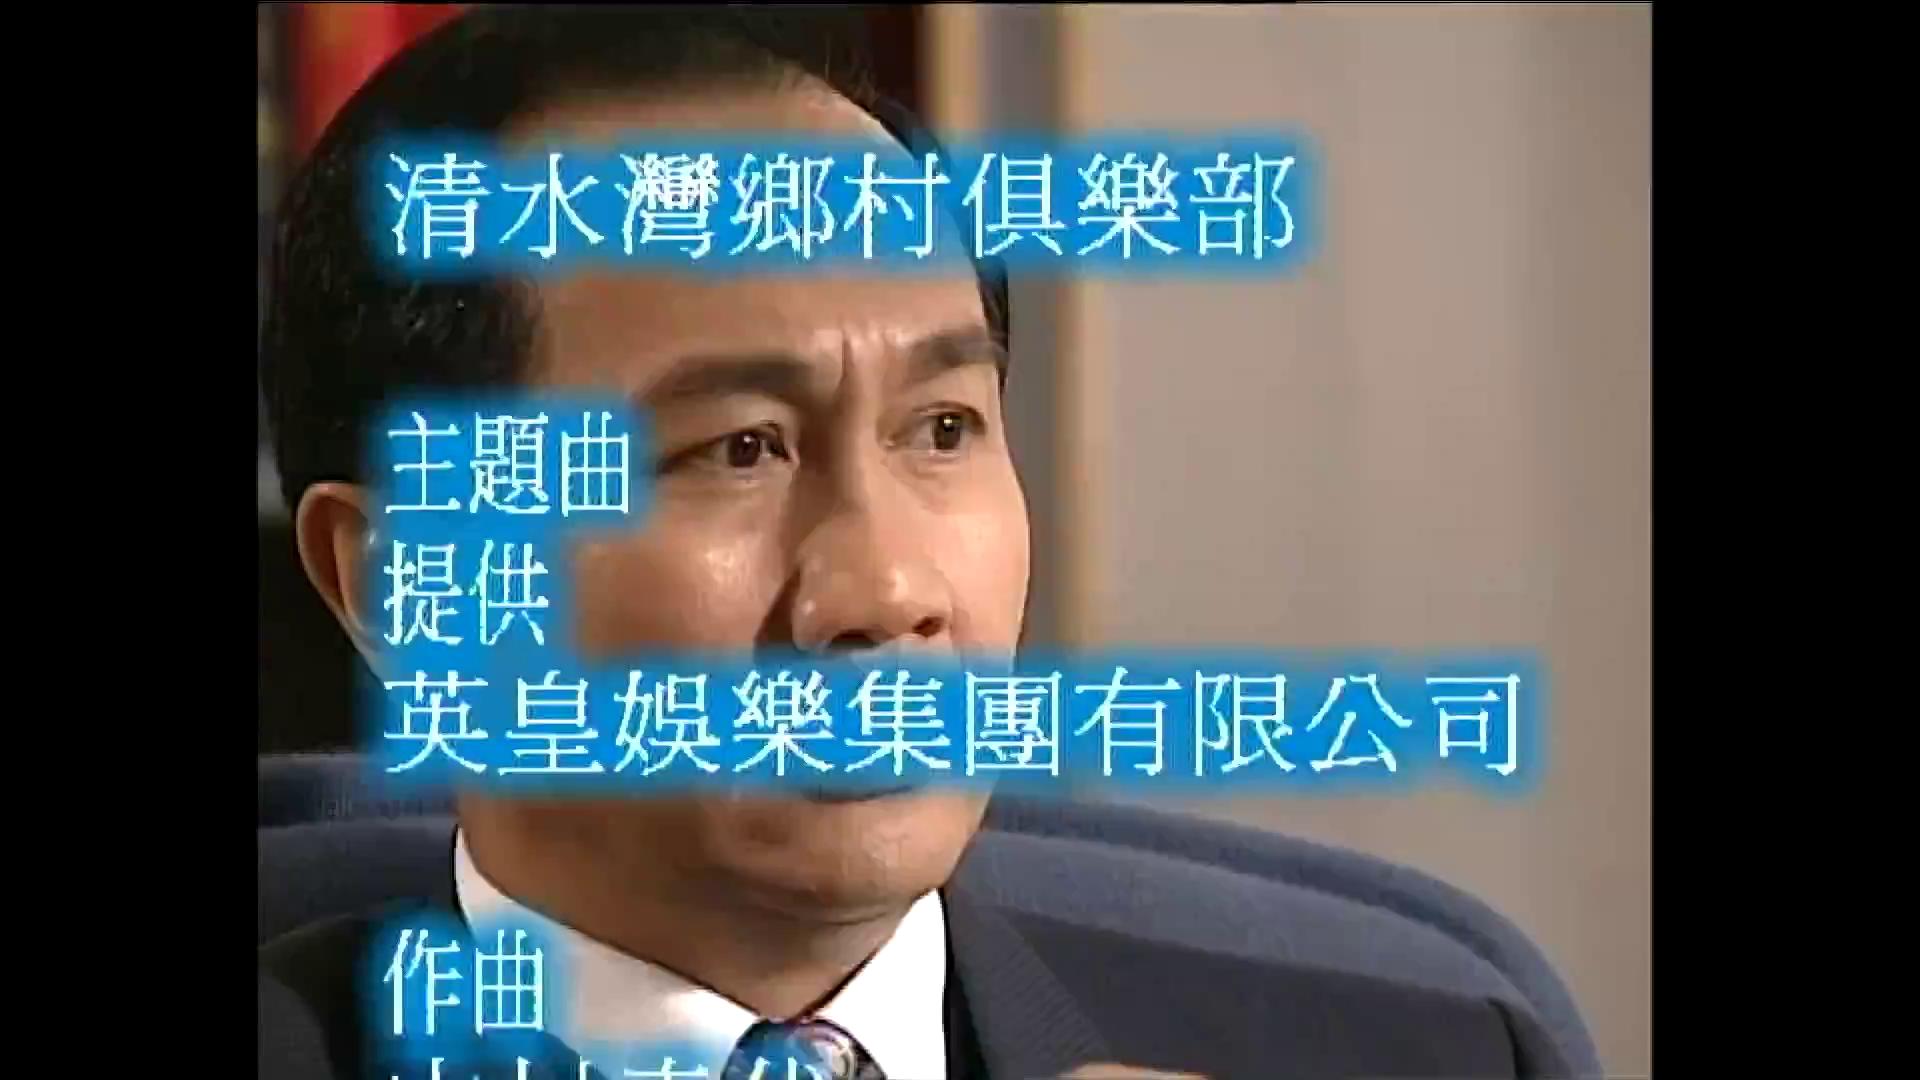 清水灣鄉村俱樂部
主題曲
提供
英皇娛樂集團有限公司
作曲